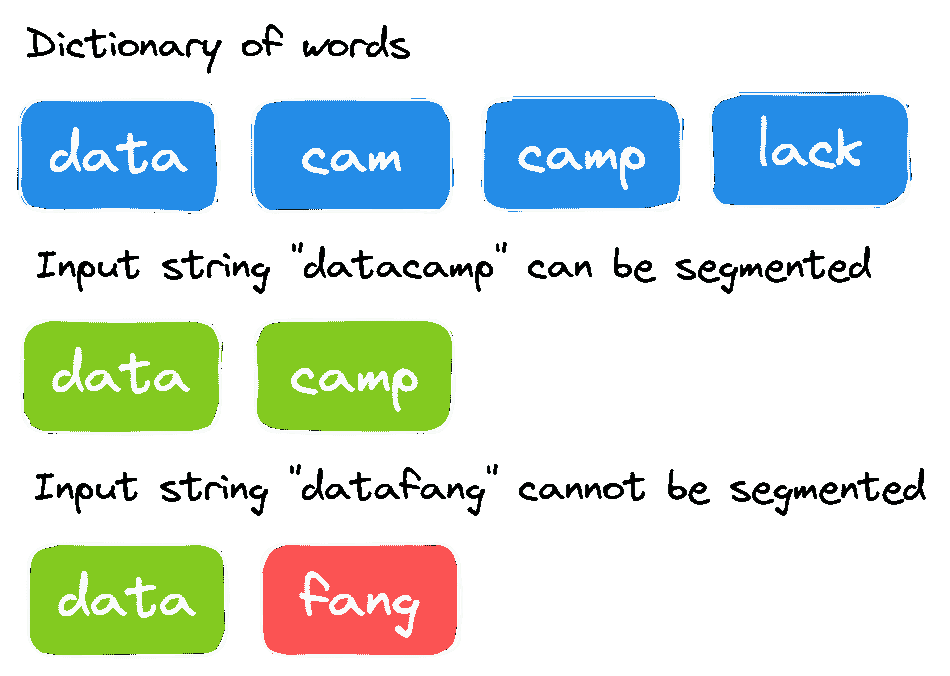 Dictionary of words
data cam camp lack
Input string "datacamp" can be segmented
data camp
Input string "datafang" cannot be segmented
data fang